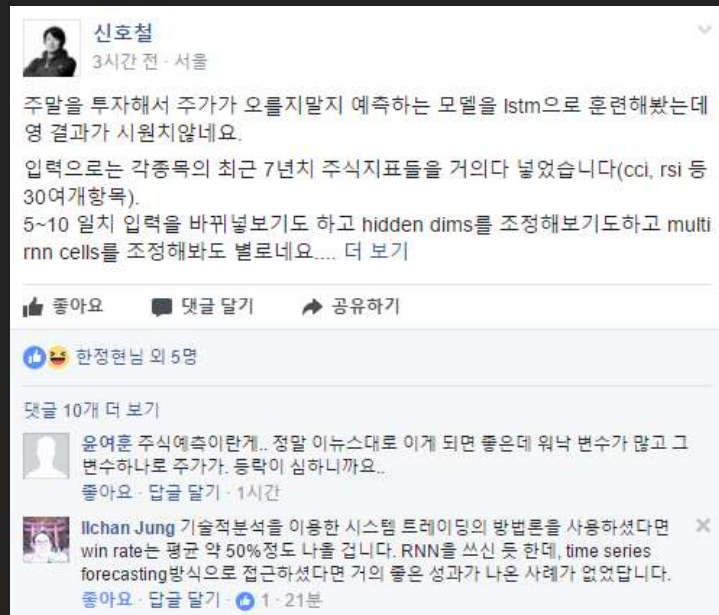 신호철
3시간 전 · 서울
주말을 투자해서 주가가 오를지말지 예측하는 모델을 lstm으로 훈련해봤는데
영 결과가 시원치않네요.
입력으로는 각종목의 최근 7년치 주식지표들을 거의다 넣었습니다(cci, rsi 등
30여개항목).
5~10 일치 입력을 바뀌넣보기도 하고 hidden dims를 조정해보기도하고 multi
rnn cells를 조정해봐도 별로네요.... 더 보기
좋아요 댓글 달기 공유하기
한정현님 외 5명
댓글 10개 더 보기
윤여훈 주식예측이란게.. 정말 이뉴스대로 이게 되면 좋은데 워낙 변수가 많고 그
변수하나로 주가가. 등락이 심하니까요..
좋아요 · 답글 달기 · 1시간
Ilchan Jung 기술적분석을 이용한 시스템 트레이딩의 방법론을 사용하셨다면
win rate는 평균 약 50%정도 나올 겁니다. RNN을 쓰신 듯 한데, time series
forecasting방식으로 접근하셨다면 거의 좋은 성과가 나온 사례가 없었답니다.
좋아요 · 답글 달기 · 1 · 21분